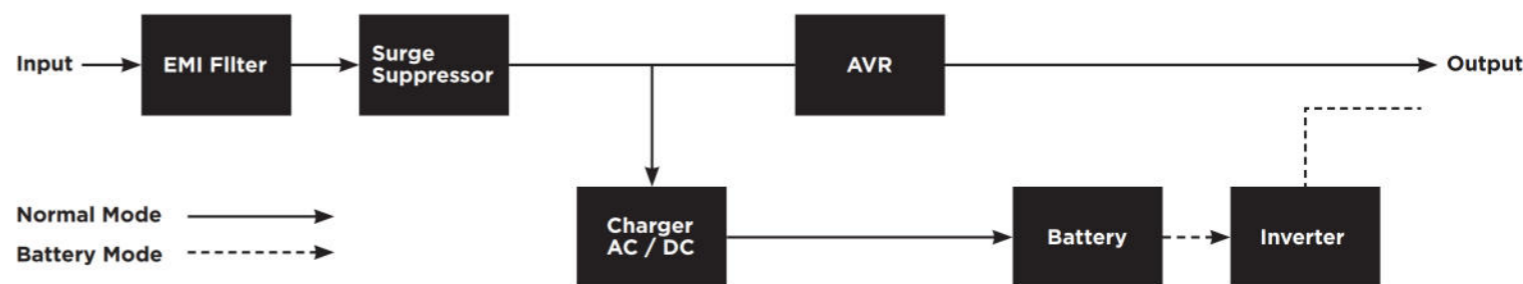 Input
EMI FIlter
Surge
Suppressor
AVR
Output
Normal Mode
Battery Mode
Charger
AC / DC
Battery
Inverter